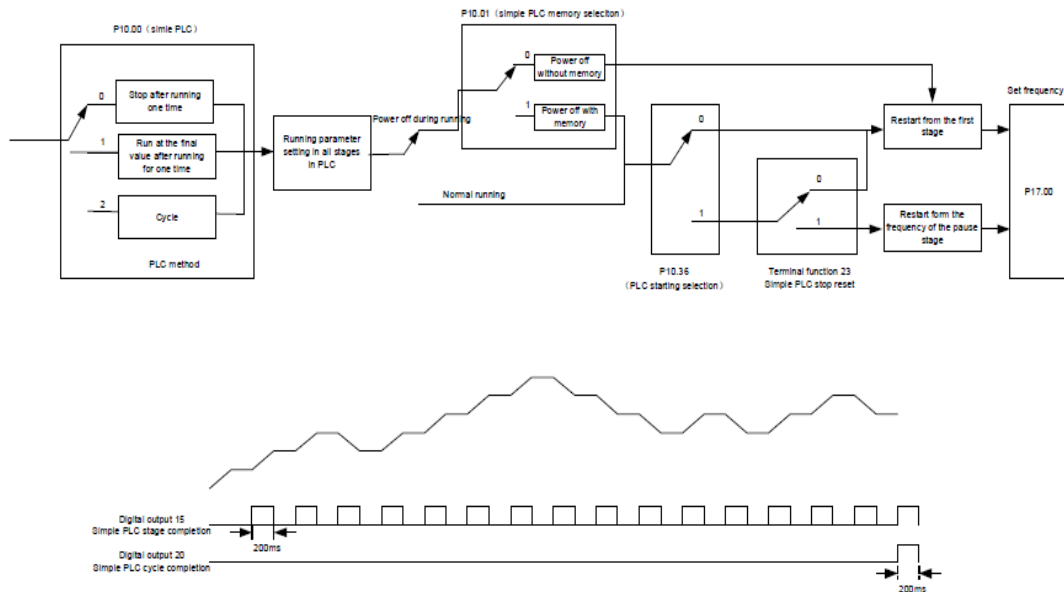 P10.00 (simle PLC)
0
Stop after running
one time
1
Run at the final
value after running
for one time
2
Cycle
PLC method
Running parameter
setting in all stages
in PLC
Power off during running
Normal running
P10.01 (simple PLC memory seleciton)
0
Power off
without memory
1
Power off with
memory
0
1
P10.36
(PLC starting selection)
0
1
Terminal function 23
Simple PLC stop reset
Restart from the first
stage
Restart form the
frequency of the pause
stage
Set frequency
P17.00
Digital output 15
Simple PLC stage completion
200ms
Digital output 20
Simple PLC cycle completion
200ms